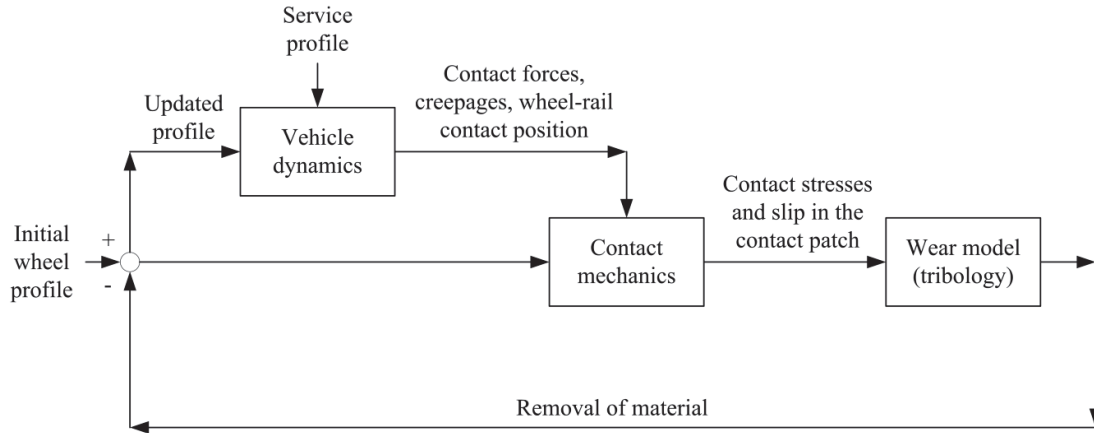 Service
profile
Contact forces,
creepages, wheel-rail
contact position
Updated
profile
Vehicle
dynamics
Contact stresses
and slip in the
contact patch
Initial
wheel
profile
+
-
Contact
mechanics
Wear model
(tribology)
Removal of material